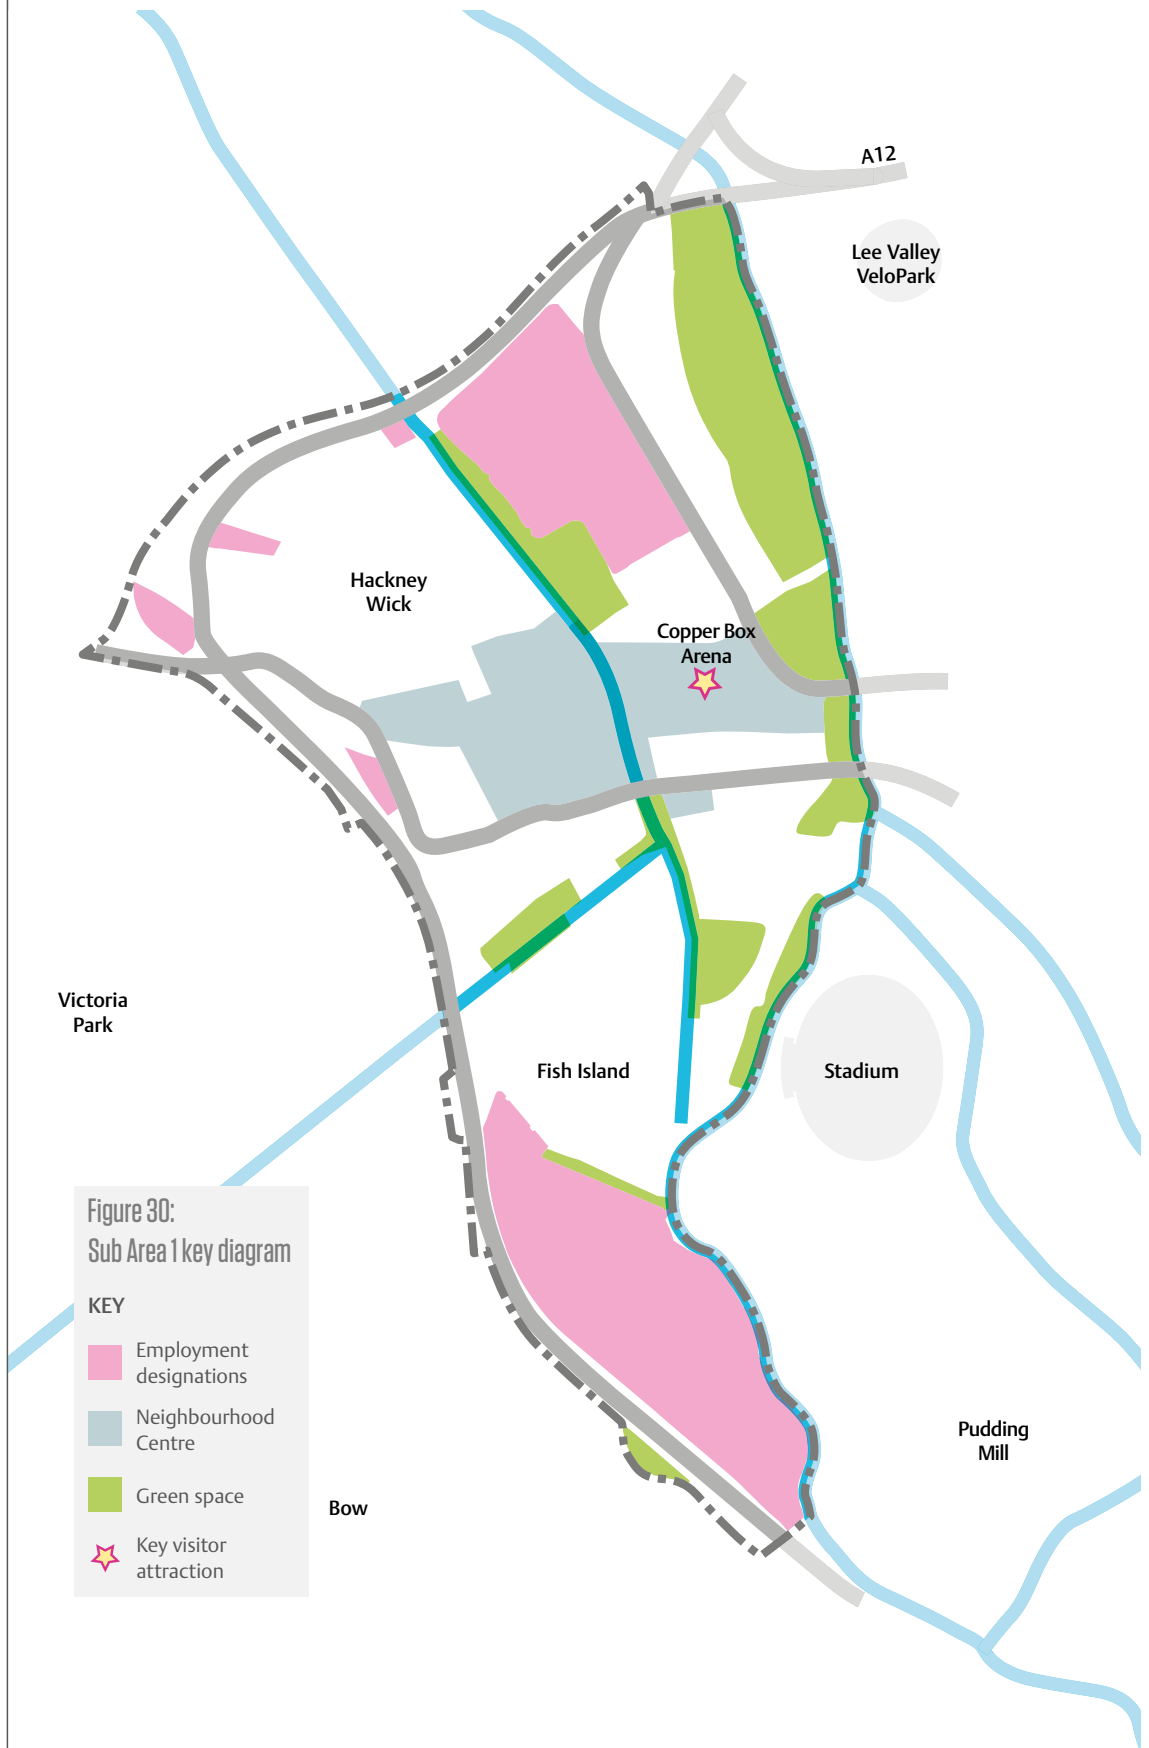 A12
Lee Valley
VeloPark
Hackney
Wick
Copper Box
Arena
Victoria
Park
Fish Island
Stadium
Figure 30:
Sub Area 1 key diagram
KEY
Employment
designations
Neighbourhood
Centre
Green space
Key visitor
attraction
Bow
Pudding
Mill